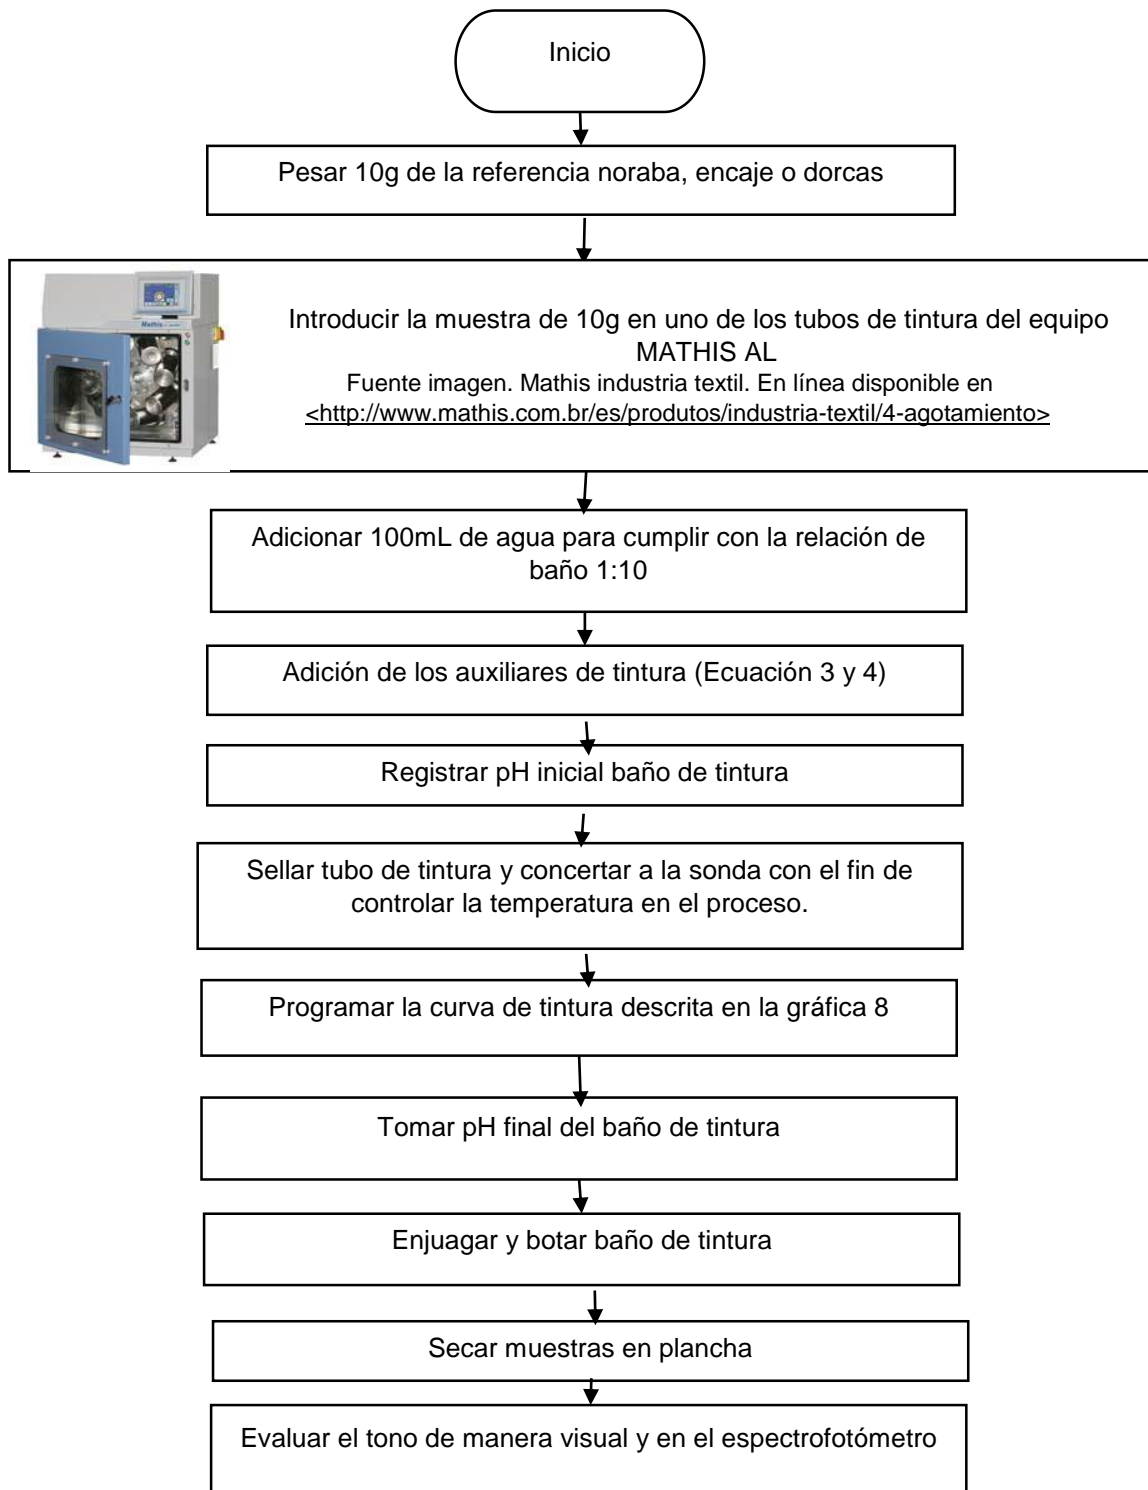 Inicio
Pesar 10g de la referencia noraba, encaje o dorcas
Mathis
Introducir la muestra de 10g en uno de los tubos de tintura del equipo
MATHIS AL
Fuente imagen. Mathis industria textil. En línea disponible en
<http://www.mathis.com.br/es/produtos/industria-textil/4-agotamiento>
Adicionar 100mL de agua para cumplir con la relación de
baño 1:10
Adición de los auxiliares de tintura (Ecuación 3 y 4)
Registrar pH inicial baño de tintura
Sellar tubo de tintura y concertar a la sonda con el fin de
controlar la temperatura en el proceso.
Programar la curva de tintura descrita en la gráfica 8
Tomar pH final del baño de tintura
Enjuagar y botar baño de tintura
Secar muestras en plancha
Evaluar el tono de manera visual y en el espectrofotómetro